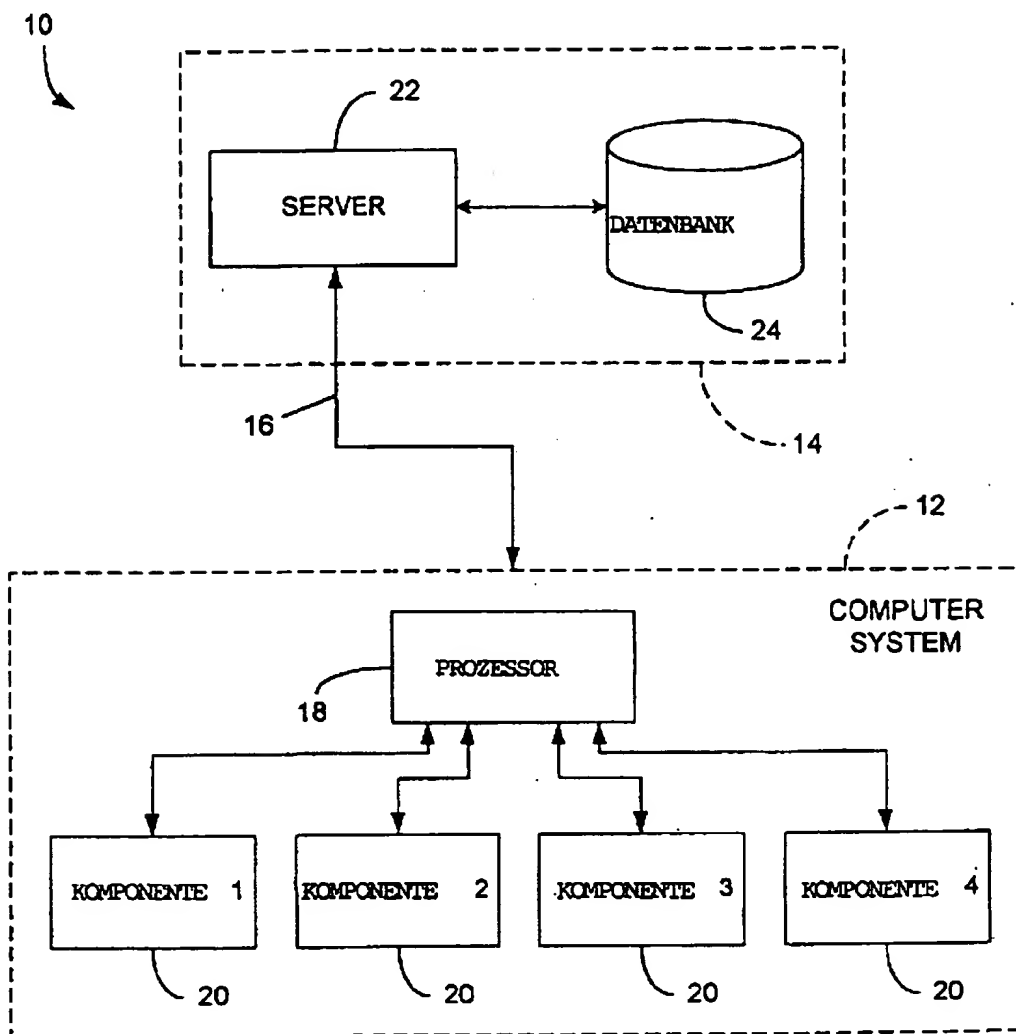 10
22
SERVER
DATENBANK
24
16
14
12
COMPUTER
SYSTEM
PROZESSOR
18
KOMPONENTE 1
KOMPONENTE 2
KOMPONENTE 3
KOMPONENTE 4
20
20
20
20